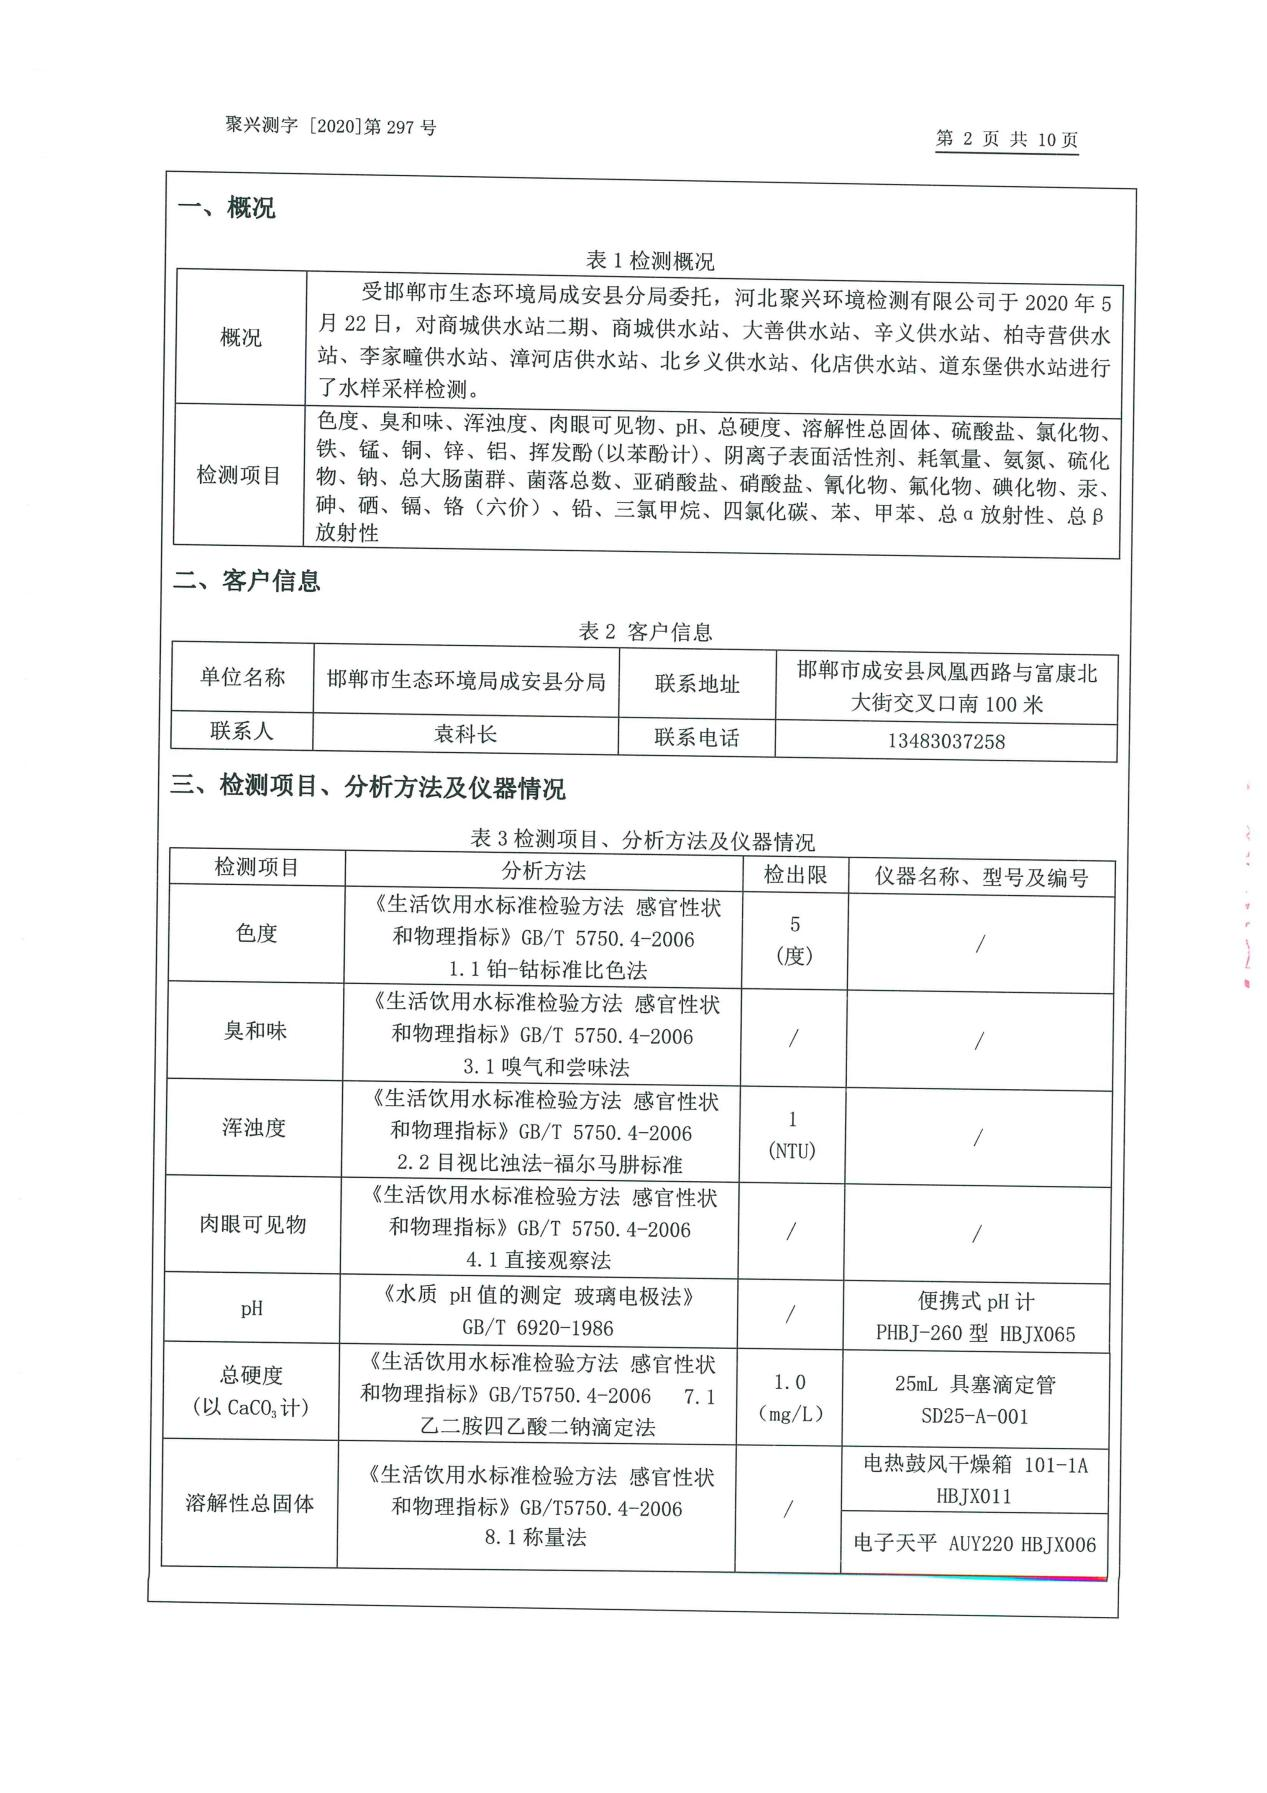 聚兴测字 [2020]第 297 号
第 2 页 共 10 页
一、概况
表 1 检测概况
概况
受邯郸市生态环境局成安县分局委托，河北聚兴环境检测有限公司于 2020 年 5
月 22 日，对商城供水站二期、商城供水站、大善供水站、辛义供水站、柏寺营供水
站、李家疃供水站、漳河店供水站、北乡义供水站、化店供水站、道东堡供水站进行
了水样采样检测。
检测项目
色度、臭和味、浑浊度、肉眼可见物、pH、总硬度、溶解性总固体、硫酸盐、氯化物、
铁、锰、铜、锌、铝、挥发酚(以苯酚计)、阴离子表面活性剂、耗氧量、氨氮、硫化
物、钠、总大肠菌群、菌落总数、亚硝酸盐、硝酸盐、氰化物、氟化物、碘化物、汞、
砷、硒、镉、铬（六价）、铅、三氯甲烷、四氯化碳、苯、甲苯、总α放射性、总β
放射性
二、客户信息
表 2 客户信息
单位名称
邯郸市生态环境局成安县分局
联系地址
邯郸市成安县凤凰西路与富康北
大街交叉口南 100 米
联系人
袁科长
联系电话
13483037258
三、检测项目、分析方法及仪器情况
表 3 检测项目、分析方法及仪器情况
检测项目
分析方法
检出限
仪器名称、型号及编号
色度
《生活饮用水标准检验方法 感官性状
和物理指标》GB/T 5750.4-2006
1.1 铂-钴标准比色法
5
(度)
/
臭和味
《生活饮用水标准检验方法 感官性状
和物理指标》GB/T 5750.4-2006
3.1 嗅气和尝味法
/
/
浑浊度
《生活饮用水标准检验方法 感官性状
和物理指标》GB/T 5750.4-2006
2.2 目视比浊法-福尔马肼标准
1
(NTU)
/
肉眼可见物
《生活饮用水标准检验方法 感官性状
和物理指标》GB/T 5750.4-2006
4.1 直接观察法
/
/
pH
《水质 pH 值的测定 玻璃电极法》
GB/T 6920-1986
/
便携式 pH 计
PHBJ-260 型 HBJX065
总硬度
（以 CaCO₃计）
《生活饮用水标准检验方法 感官性状
和物理指标》GB/T5750.4-2006 7.1
乙二胺四乙酸二钠滴定法
1.0
（mg/L）
25mL 具塞滴定管
SD25-A-001
溶解性总固体
《生活饮用水标准检验方法 感官性状
和物理指标》GB/T5750.4-2006
8.1 称量法
/
电热鼓风干燥箱 101-1A
HBJX011
电子天平 AUY220 HBJX006